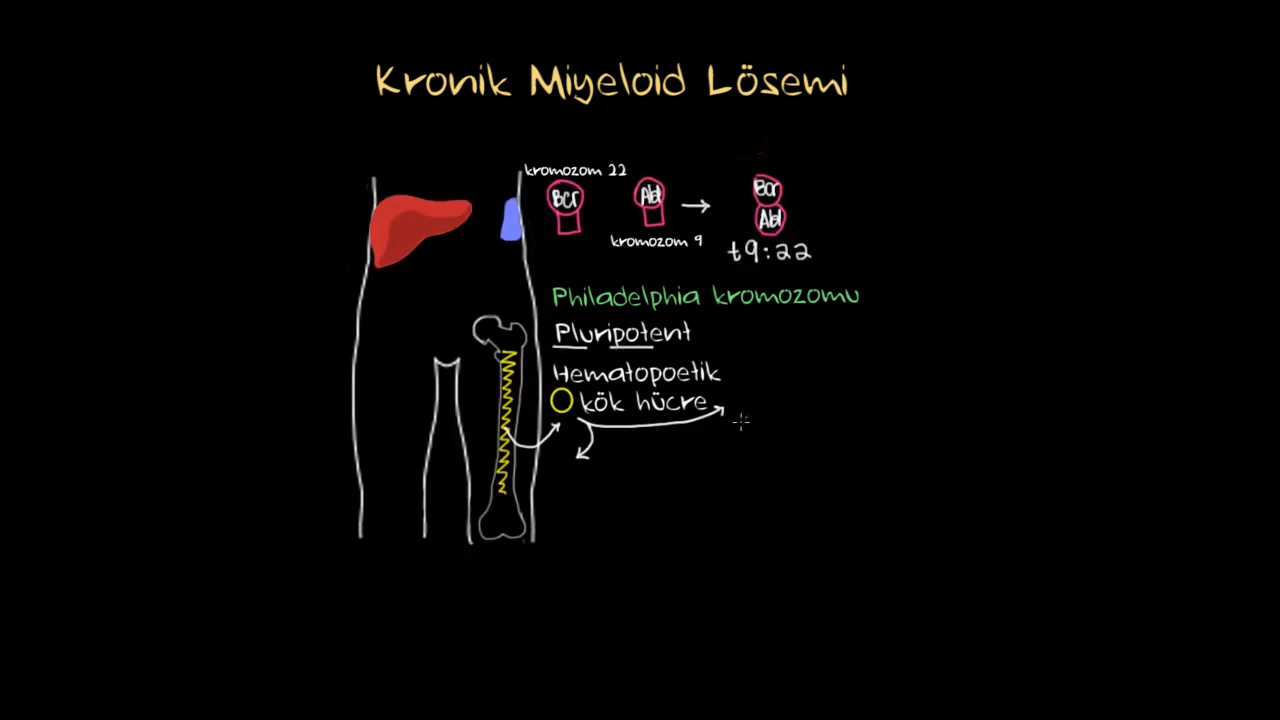 Kronik Miyeloid Lösemi
kromozom 22
Bcr
Abl
kromozom 9
Bcr
Abl
t9:22
Philadelphia kromozomu
Pluripotent
Hematopoetik
kök hücre